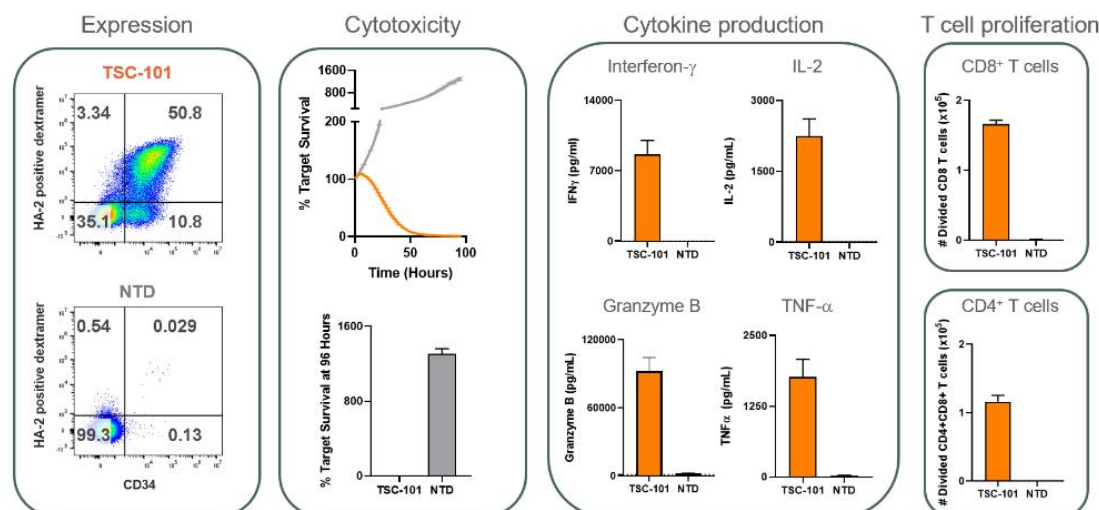 Expression
TSC-101
HA-2 positive dextramer
3.34
50.8
35.1
10.8
NTD
HA-2 positive dextramer
0.54
0.029
99.3
0.13
CD34
Cytotoxicity
% Target Survival
1600
800
200
100
0
0 50 100
Time (Hours)
% Target Survival at 96 Hours
1600
800
0
TSC-101 NTD
Cytokine production
Interferon-γ
IFNγ (pg/ml)
14000
7000
0
TSC-101 NTD
IL-2
IL-2 (pg/mL)
3000
1500
0
TSC-101 NTD
Granzyme B
Granzyme B (pg/mL)
120000
60000
0
TSC-101 NTD
TNF-α
TNFα (pg/mL)
2500
1250
0
TSC-101 NTD
T cell proliferation
CD8⁺ T cells
# Divided CD8 T cells (x10⁵)
2
1
0
TSC-101 NTD
CD4⁺ T cells
# Divided CD4+CD8+ T cells (x10⁵)
2
1
0
TSC-101 NTD